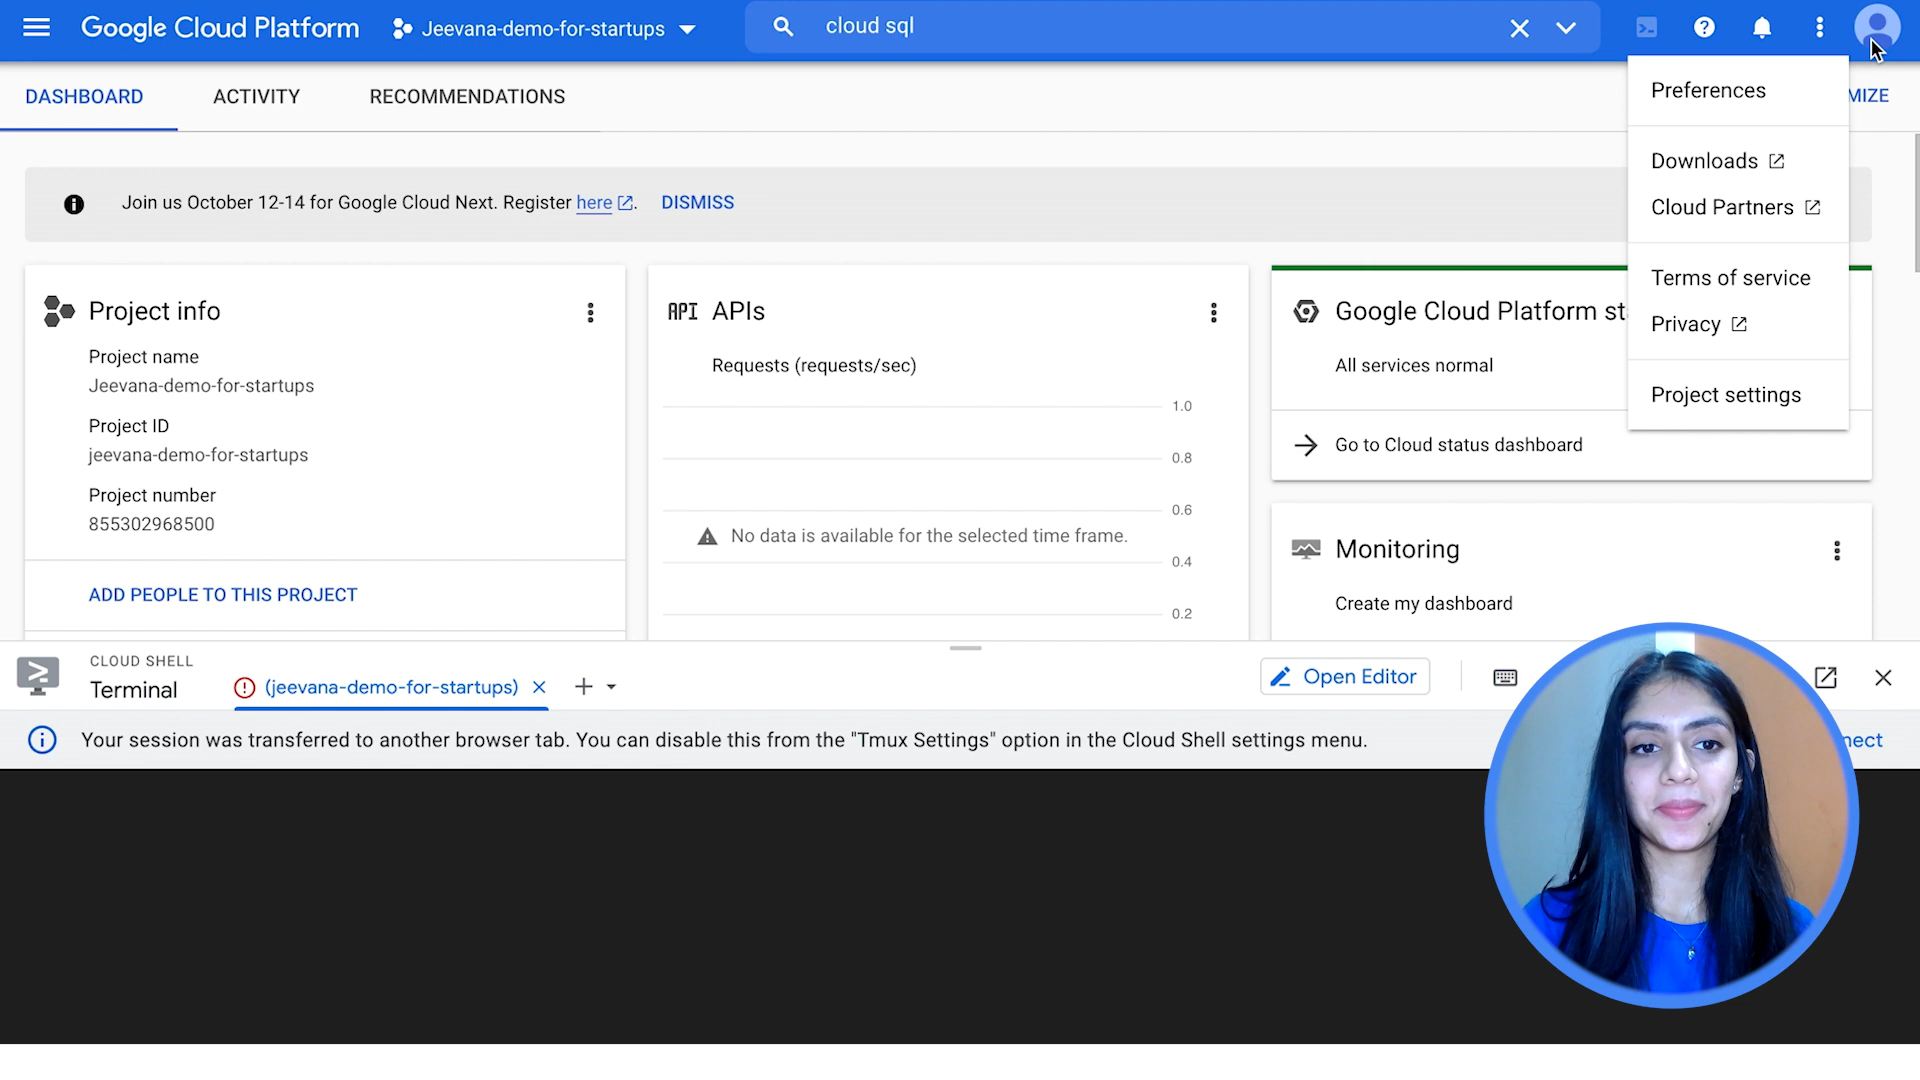 Google Cloud Platform
Jeevana-demo-for-startups
cloud sql
DASHBOARD
ACTIVITY
RECOMMENDATIONS
MIZE
Preferences
Downloads
Cloud Partners
Terms of service
Privacy
Project settings
Join us October 12-14 for Google Cloud Next. Register here. DISMISS
Project info
Project name
Jeevana-demo-for-startups
Project ID
jeevana-demo-for-startups
Project number
855302968500
ADD PEOPLE TO THIS PROJECT
API APIs
Requests (requests/sec)
1.0
0.8
0.6
No data is available for the selected time frame.
0.4
0.2
Google Cloud Platform st
All services normal
Go to Cloud status dashboard
Monitoring
Create my dashboard
CLOUD SHELL
Terminal
(jeevana-demo-for-startups)
Open Editor
Your session was transferred to another browser tab. You can disable this from the "Tmux Settings" option in the Cloud Shell settings menu.
nect